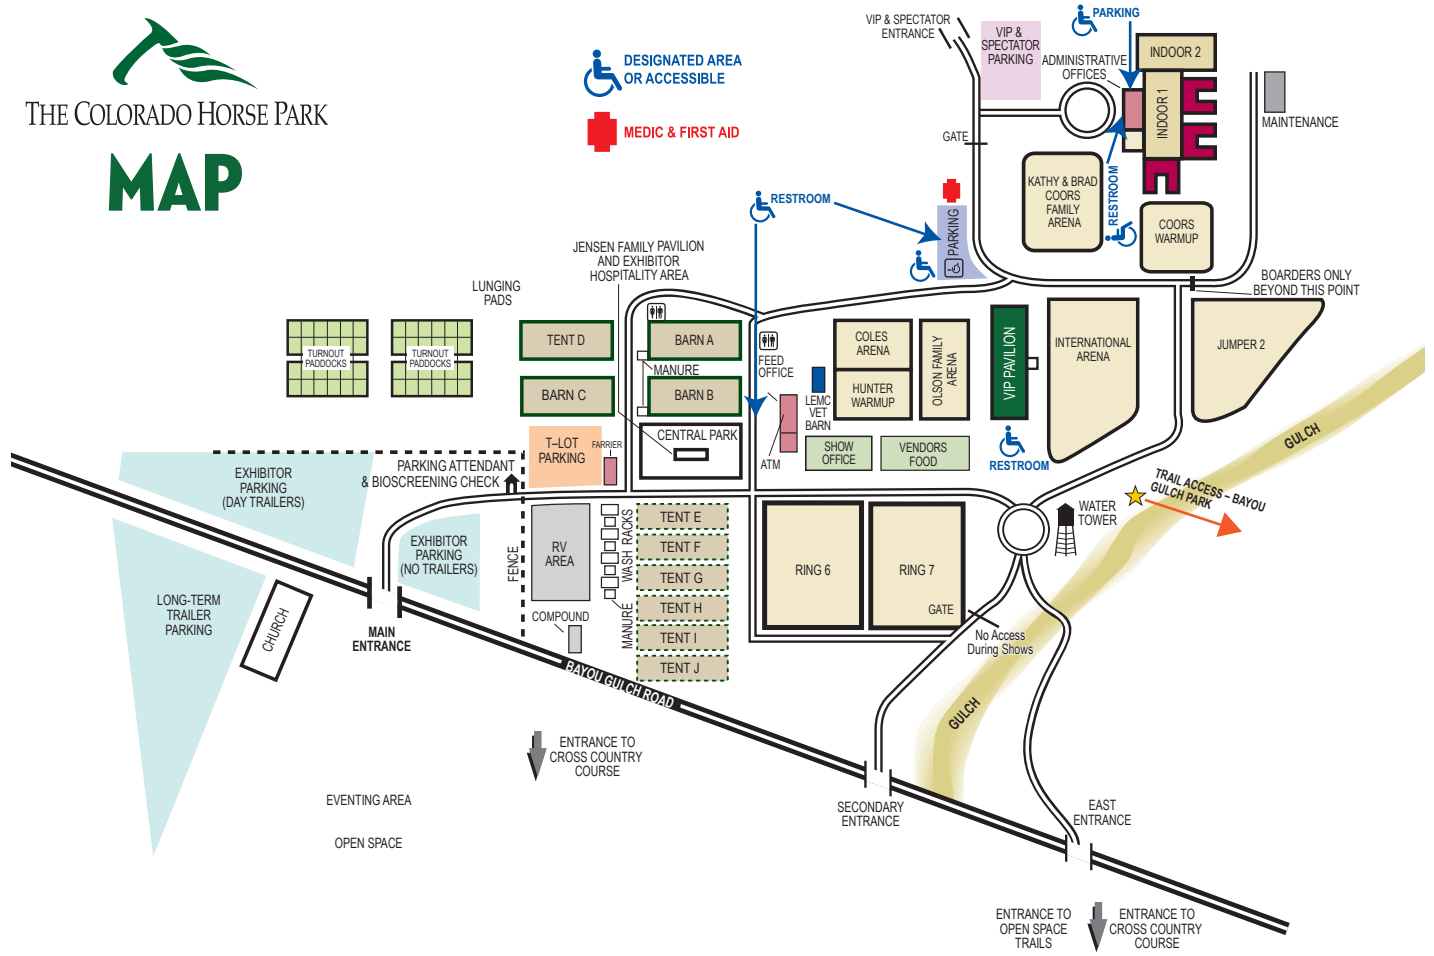 THE COLORADO HORSE PARK
MAP
DESIGNATED AREA
OR ACCESSIBLE
MEDIC & FIRST AID
VIP & SPECTATOR
ENTRANCE
VIP &
SPECTATOR
PARKING
PARKING
ADMINISTRATIVE
OFFICES
INDOOR 2
INDOOR 1
MAINTENANCE
GATE
KATHY & BRAD
COORS
FAMILY
ARENA
RESTROOM
COORS
WARMUP
RESTROOM
PARKING
BOARDERS ONLY
BEYOND THIS POINT
JENSEN FAMILY PAVILION
AND EXHIBITOR
HOSPITALITY AREA
LUNGING
PADS
TURNOUT
PADDOCKS
TURNOUT
PADDOCKS
TENT D
BARN A
MANURE
BARN C
BARN B
FEED
OFFICE
COLES
ARENA
HUNTER
WARMUP
OLSON FAMILY
ARENA
VIP PAVILION
INTERNATIONAL
ARENA
JUMPER 2
LEMC
VET
BARN
T–LOT
PARKING
FARRIER
CENTRAL PARK
ATM
SHOW
OFFICE
VENDORS
FOOD
RESTROOM
GULCH
EXHIBITOR
PARKING
(DAY TRAILERS)
PARKING ATTENDANT
& BIOSCREENING CHECK
TRAIL ACCESS – BAYOU
GULCH PARK
WATER
TOWER
EXHIBITOR
PARKING
(NO TRAILERS)
FENCE
RV
AREA
WASH RACKS
MANURE
TENT E
TENT F
TENT G
TENT H
TENT I
TENT J
RING 6
RING 7
GATE
No Access
During Shows
LONG-TERM
TRAILER
PARKING
CHURCH
MAIN
ENTRANCE
COMPOUND
BAYOU GULCH ROAD
GULCH
ENTRANCE TO
CROSS COUNTRY
COURSE
EVENTING AREA
OPEN SPACE
SECONDARY
ENTRANCE
EAST
ENTRANCE
ENTRANCE TO
OPEN SPACE
TRAILS
ENTRANCE TO
CROSS COUNTRY
COURSE